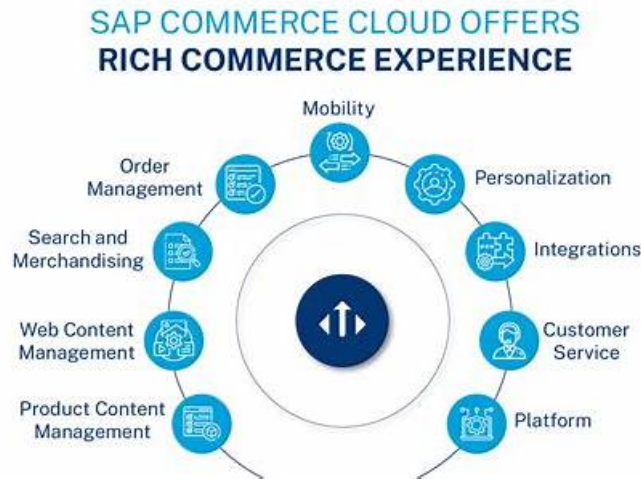 SAP COMMERCE CLOUD OFFERS
RICH COMMERCE EXPERIENCE
Mobility
Order
Management
Personalization
Search and
Merchandising
Integrations
Web Content
Management
Customer
Service
Product Content
Management
Platform